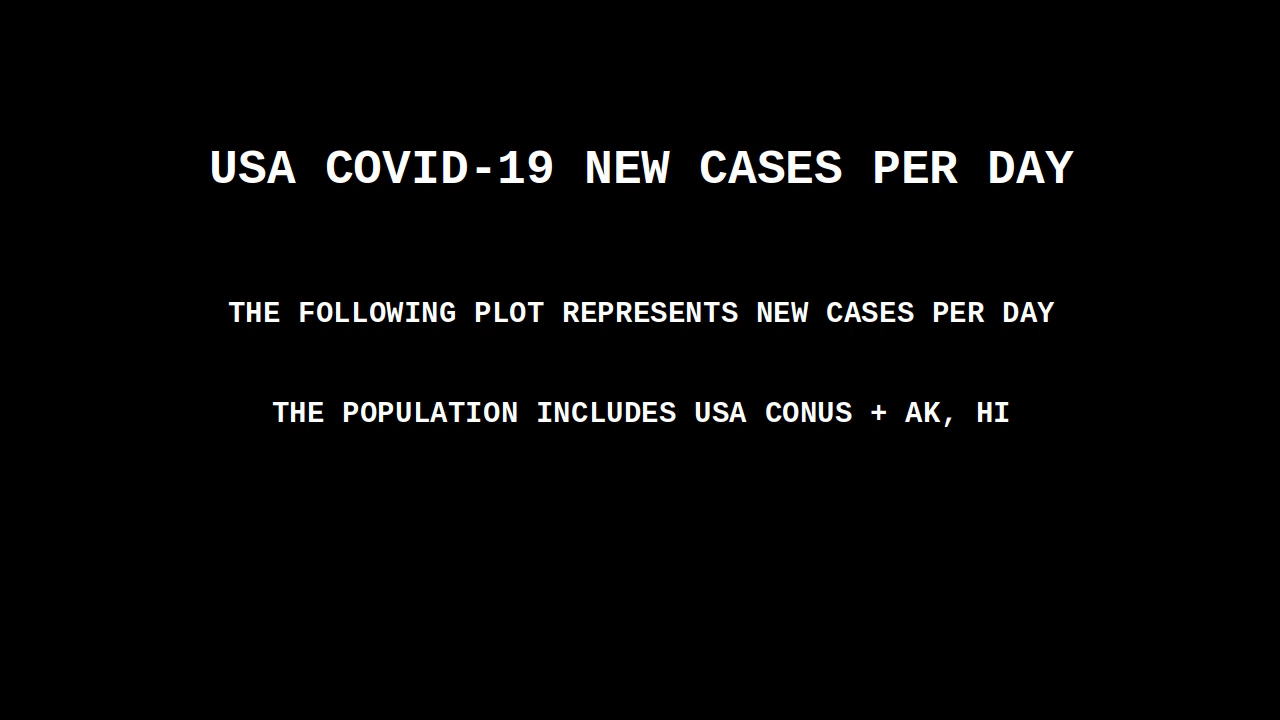 USA COVID-19 NEW CASES PER DAY
THE FOLLOWING PLOT REPRESENTS NEW CASES PER DAY
THE POPULATION INCLUDES USA CONUS + AK, HI